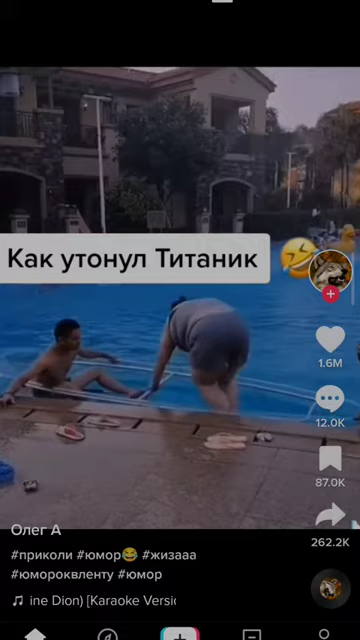 Как утонул Титаник
1.6M
12.0K
87.0K
262.2K
Олег А
#приколи #юмор😂 #жизааа
#юмороквленту #юмор
ine Dion) [Karaoke Versic